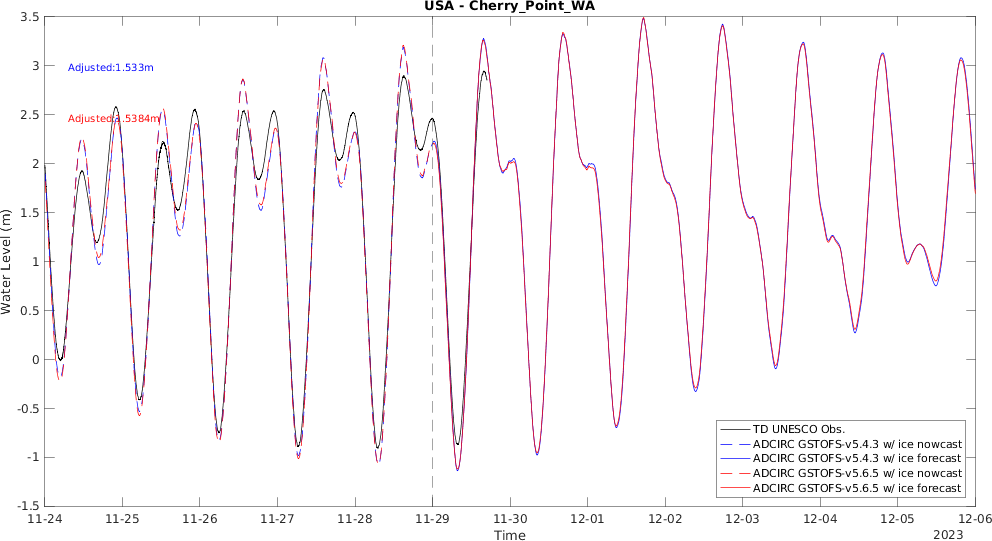 USA - Cherry_Point_WA
3.5
3
2.5
2
1.5
1
0.5
0
-0.5
-1
-1.5
Water Level (m)
Adjusted:1.533m
Adjusted:1.5384m
TD UNESCO Obs.
ADCIRC GSTOFS-v5.4.3 w/ ice nowcast
ADCIRC GSTOFS-v5.4.3 w/ ice forecast
ADCIRC GSTOFS-v5.6.5 w/ ice nowcast
ADCIRC GSTOFS-v5.6.5 w/ ice forecast
11-24 11-25 11-26 11-27 11-28 11-29 11-30 12-01 12-02 12-03 12-04 12-05 12-06
Time
2023